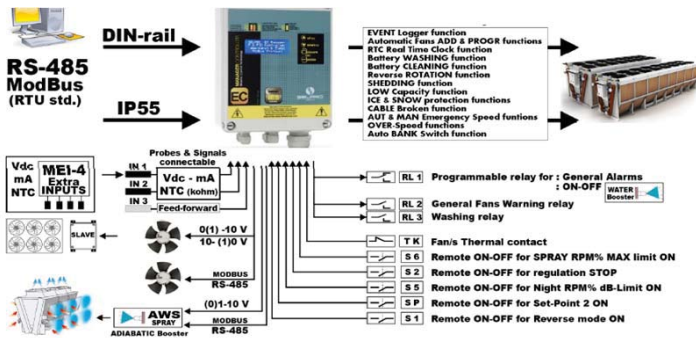 DIN-rail
RS-485
ModBus
(RTU std.)
IP55
EC
EVENT Logger function
Automatic Fans ADD & PROGR functions
RTC Real Time Clock function
Battery WASHING function
Battery CLEANING function
Reverse ROTATION function
SHEDDING function
LOW Capacity function
ICE & SNOW protection functions
CABLE Broken function
AUT & MAN Emergency Speed funtions
OVER-Speed funtions
Auto BANK Switch function
Vdc
mA
NTC
MEI-4
Extra
INPUTS
Probes & Signals
connectable
IN 1
IN 2
IN 3
Vdc - mA
NTC (kohm)
Feed-forward
SLAVE
0(1) -10 V
10- (1)0 V
MODBUS
RS-485
AWS
SPRAY
ADIABATIC Booster
(0)1-10 V
MODBUS
RS-485
RL 1 Programmable relay for : General Alarms
: ON-OFF
WATER
Booster
RL 2 General Fans Warning relay
RL 3 Washing relay
T K Fan/s Thermal contact
S 6 Remote ON-OFF for SPRAY RPM% MAX limit ON
S 2 Remote ON-OFF for regulation STOP
S 5 Remote ON-OFF for Night RPM% dB-Limit ON
S P Remote ON-OFF for Set-Point 2 ON
S 1 Remote ON-OFF for Reverse mode ON